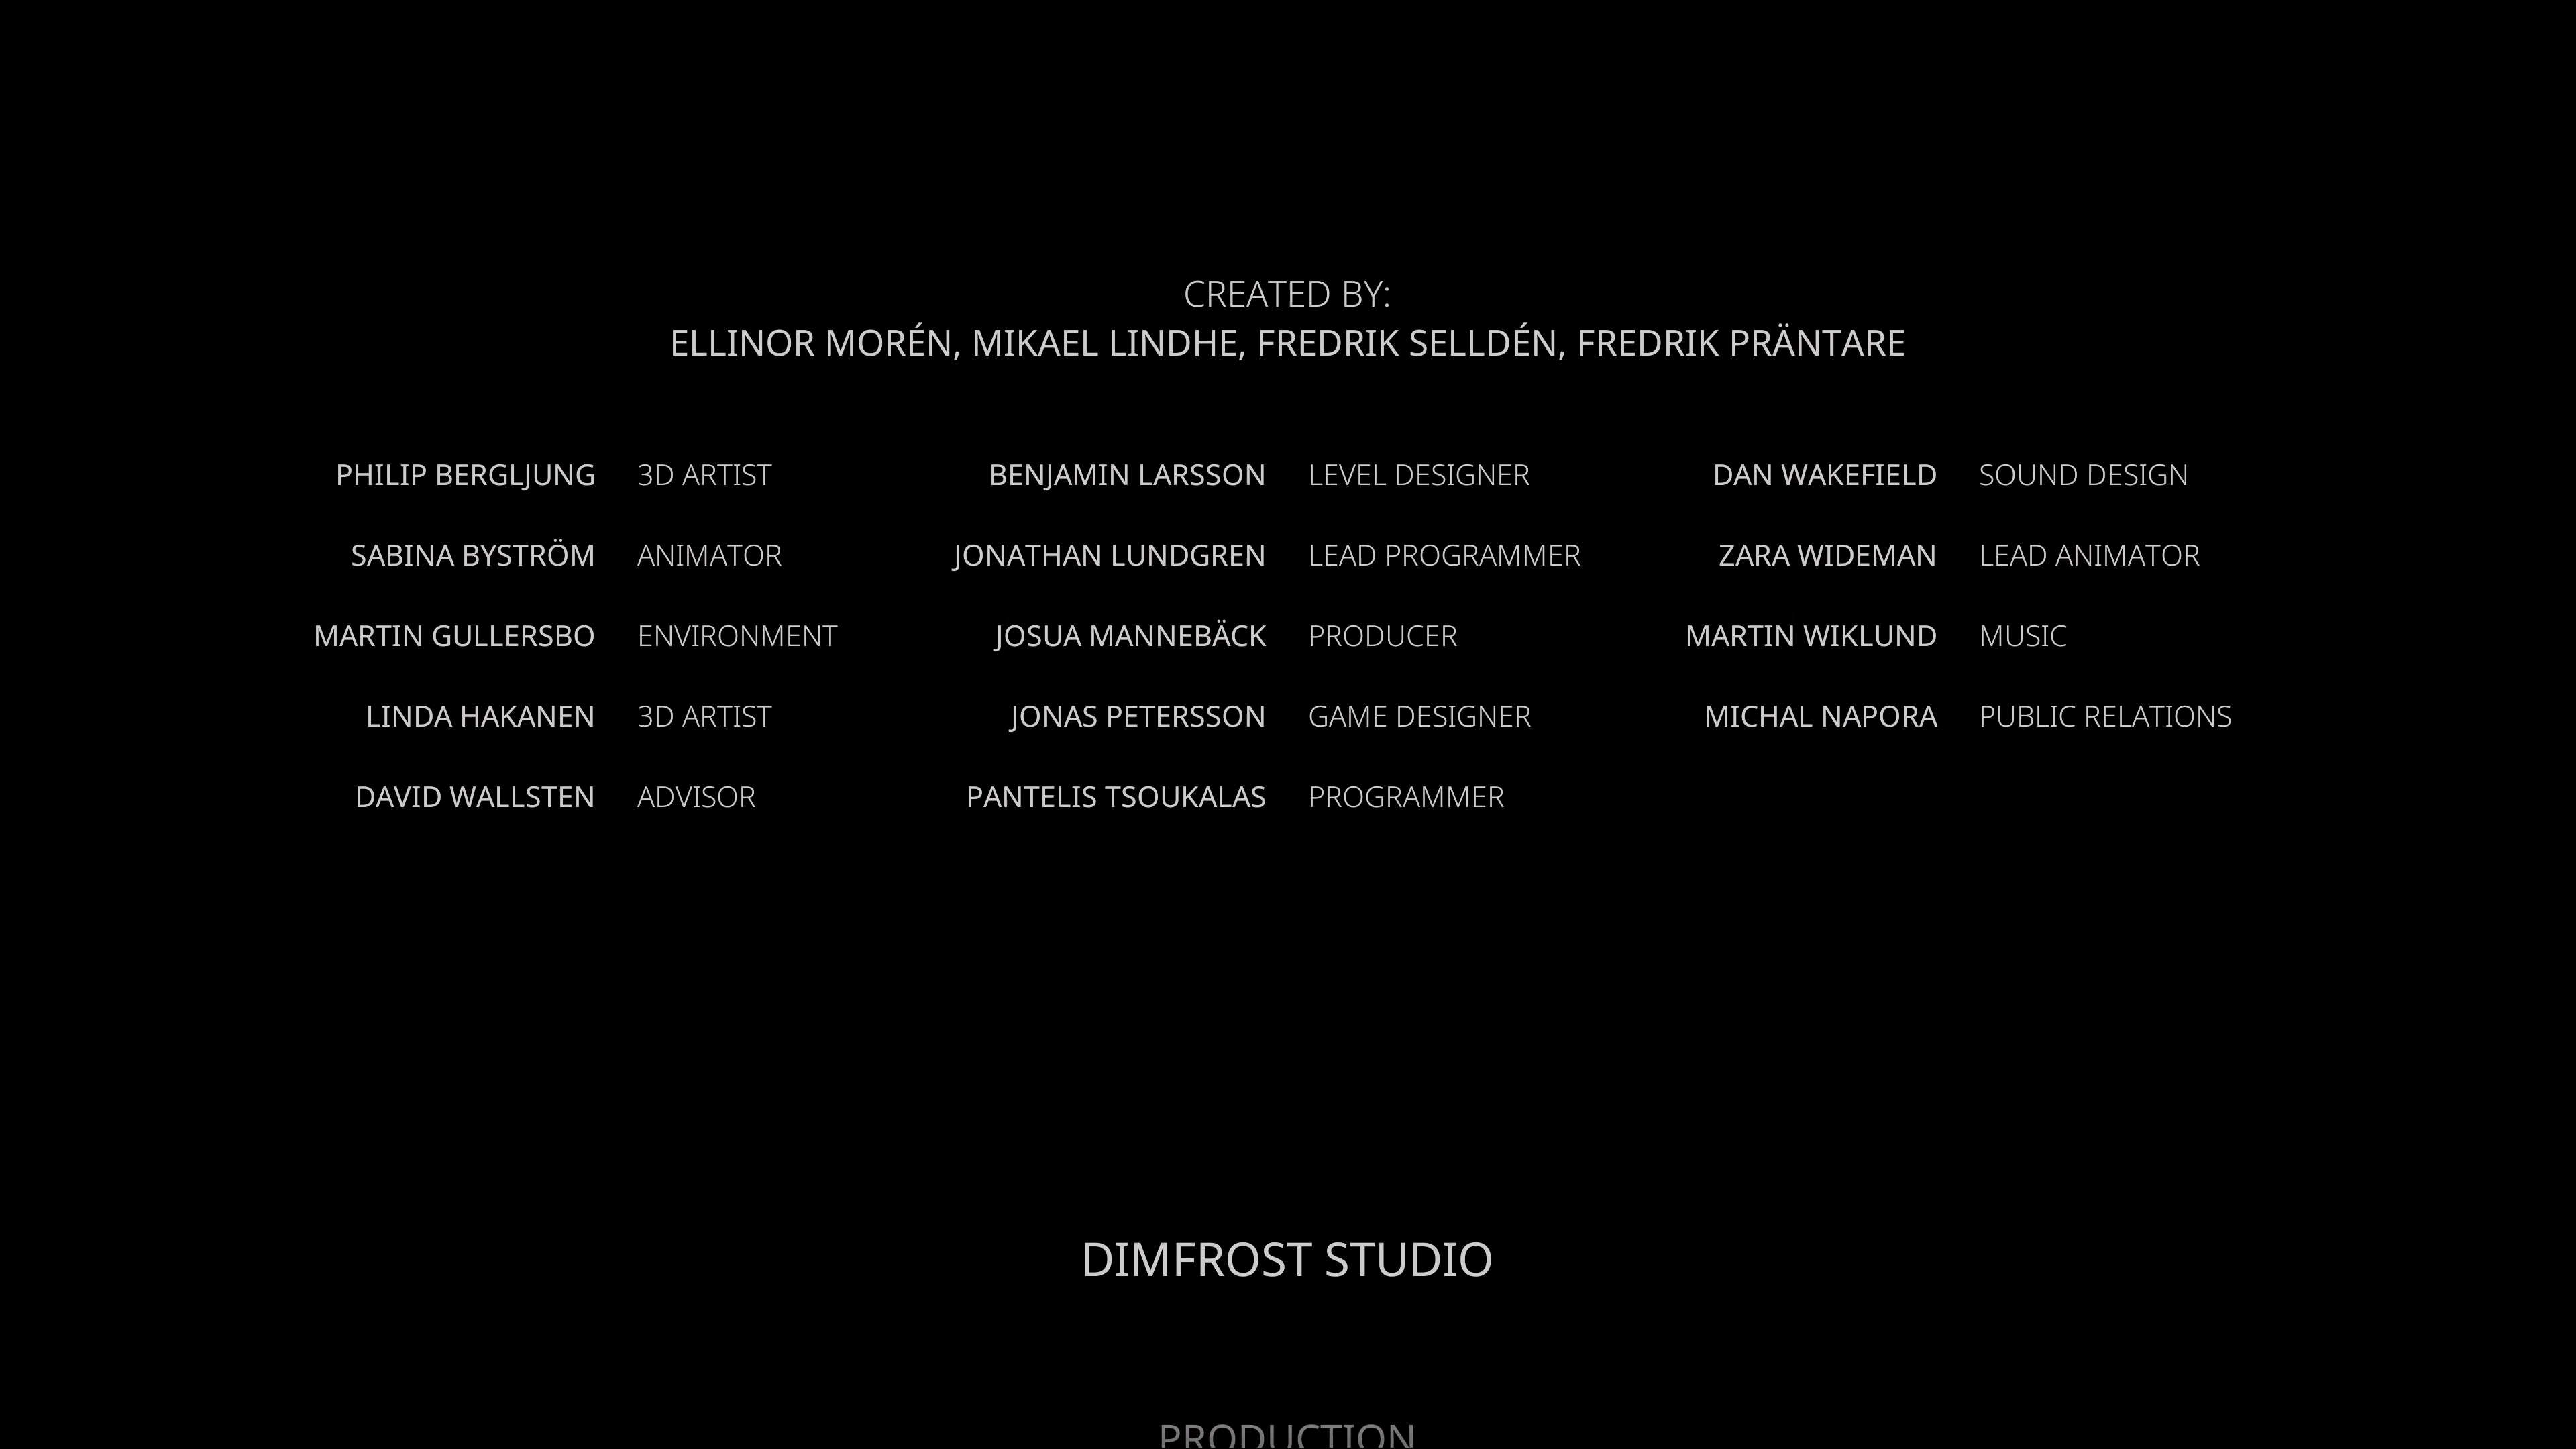 CREATED BY:
ELLINOR MORÉN, MIKAEL LINDHE, FREDRIK SELLDÉN, FREDRIK PRÄNTARE
PHILIP BERGLJUNG 3D ARTIST
SABINA BYSTRÖM ANIMATOR
MARTIN GULLERSBO ENVIRONMENT
LINDA HAKANEN 3D ARTIST
DAVID WALLSTEN ADVISOR
BENJAMIN LARSSON LEVEL DESIGNER
JONATHAN LUNDGREN LEAD PROGRAMMER
JOSUA MANNEBÄCK PRODUCER
JONAS PETERSSON GAME DESIGNER
PANTELIS TSOUKALAS PROGRAMMER
DAN WAKEFIELD SOUND DESIGN
ZARA WIDEMAN LEAD ANIMATOR
MARTIN WIKLUND MUSIC
MICHAL NAPORA PUBLIC RELATIONS
DIMFROST STUDIO
PRODUCTION